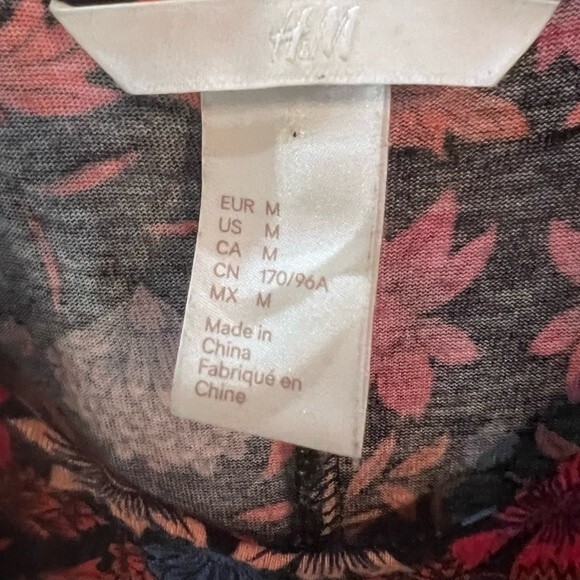 H&M
EUR M
US M
CA M
CN 170/96A
MX M
Made in
China
Fabriqué en
Chine